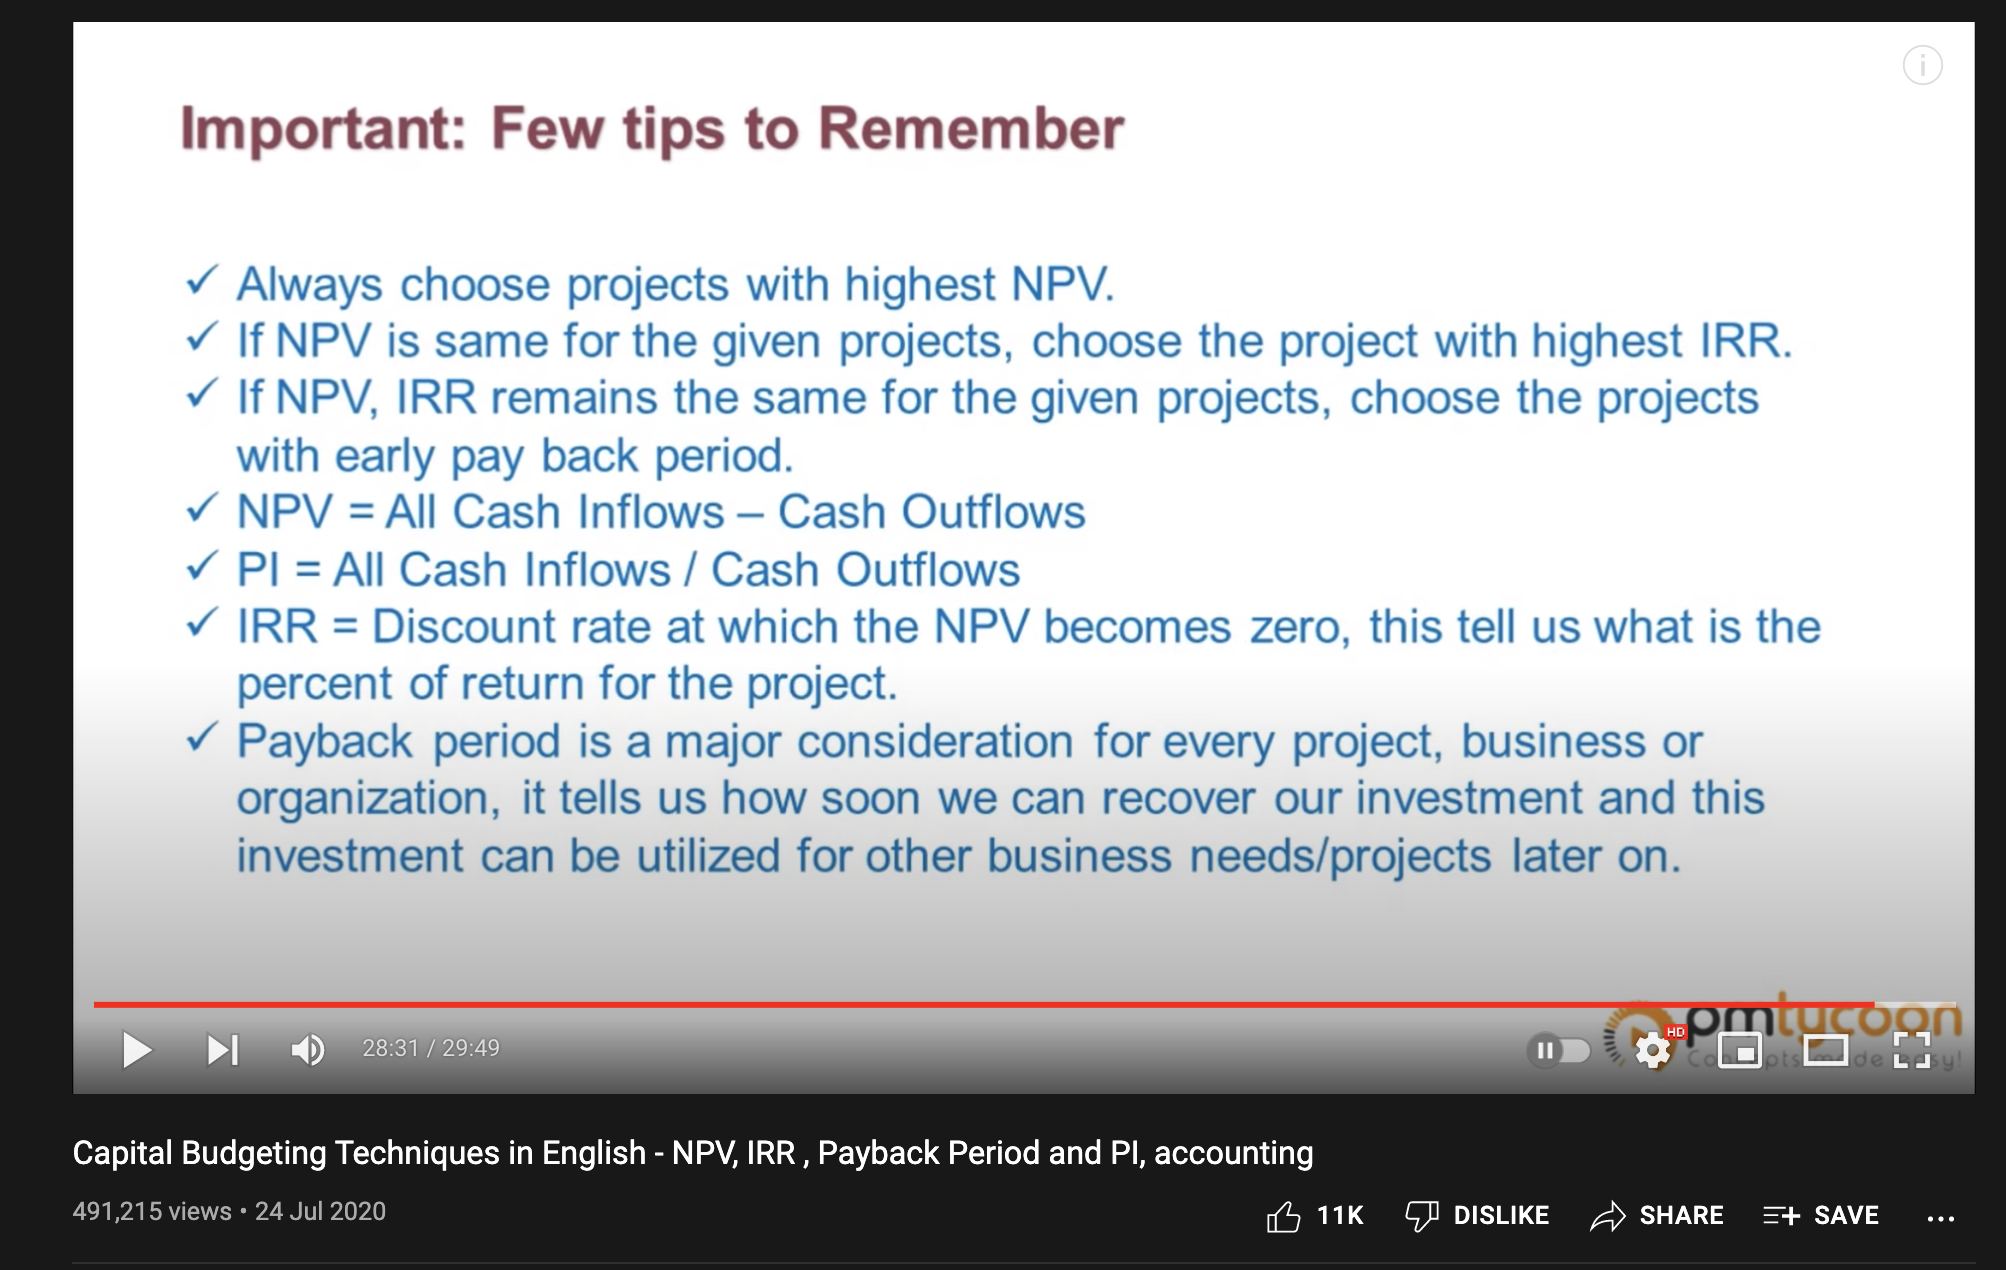 Important: Few tips to Remember
✓ Always choose projects with highest NPV.
✓ If NPV is same for the given projects, choose the project with highest IRR.
✓ If NPV, IRR remains the same for the given projects, choose the projects
with early pay back period.
✓ NPV = All Cash Inflows – Cash Outflows
✓ PI = All Cash Inflows / Cash Outflows
✓ IRR = Discount rate at which the NPV becomes zero, this tell us what is the
percent of return for the project.
✓ Payback period is a major consideration for every project, business or
organization, it tells us how soon we can recover our investment and this
investment can be utilized for other business needs/projects later on.
pmtycoon
Concepts made easy!
28:31 / 29:49
HD
Capital Budgeting Techniques in English - NPV, IRR , Payback Period and PI, accounting
491,215 views • 24 Jul 2020
11K DISLIKE SHARE SAVE ...